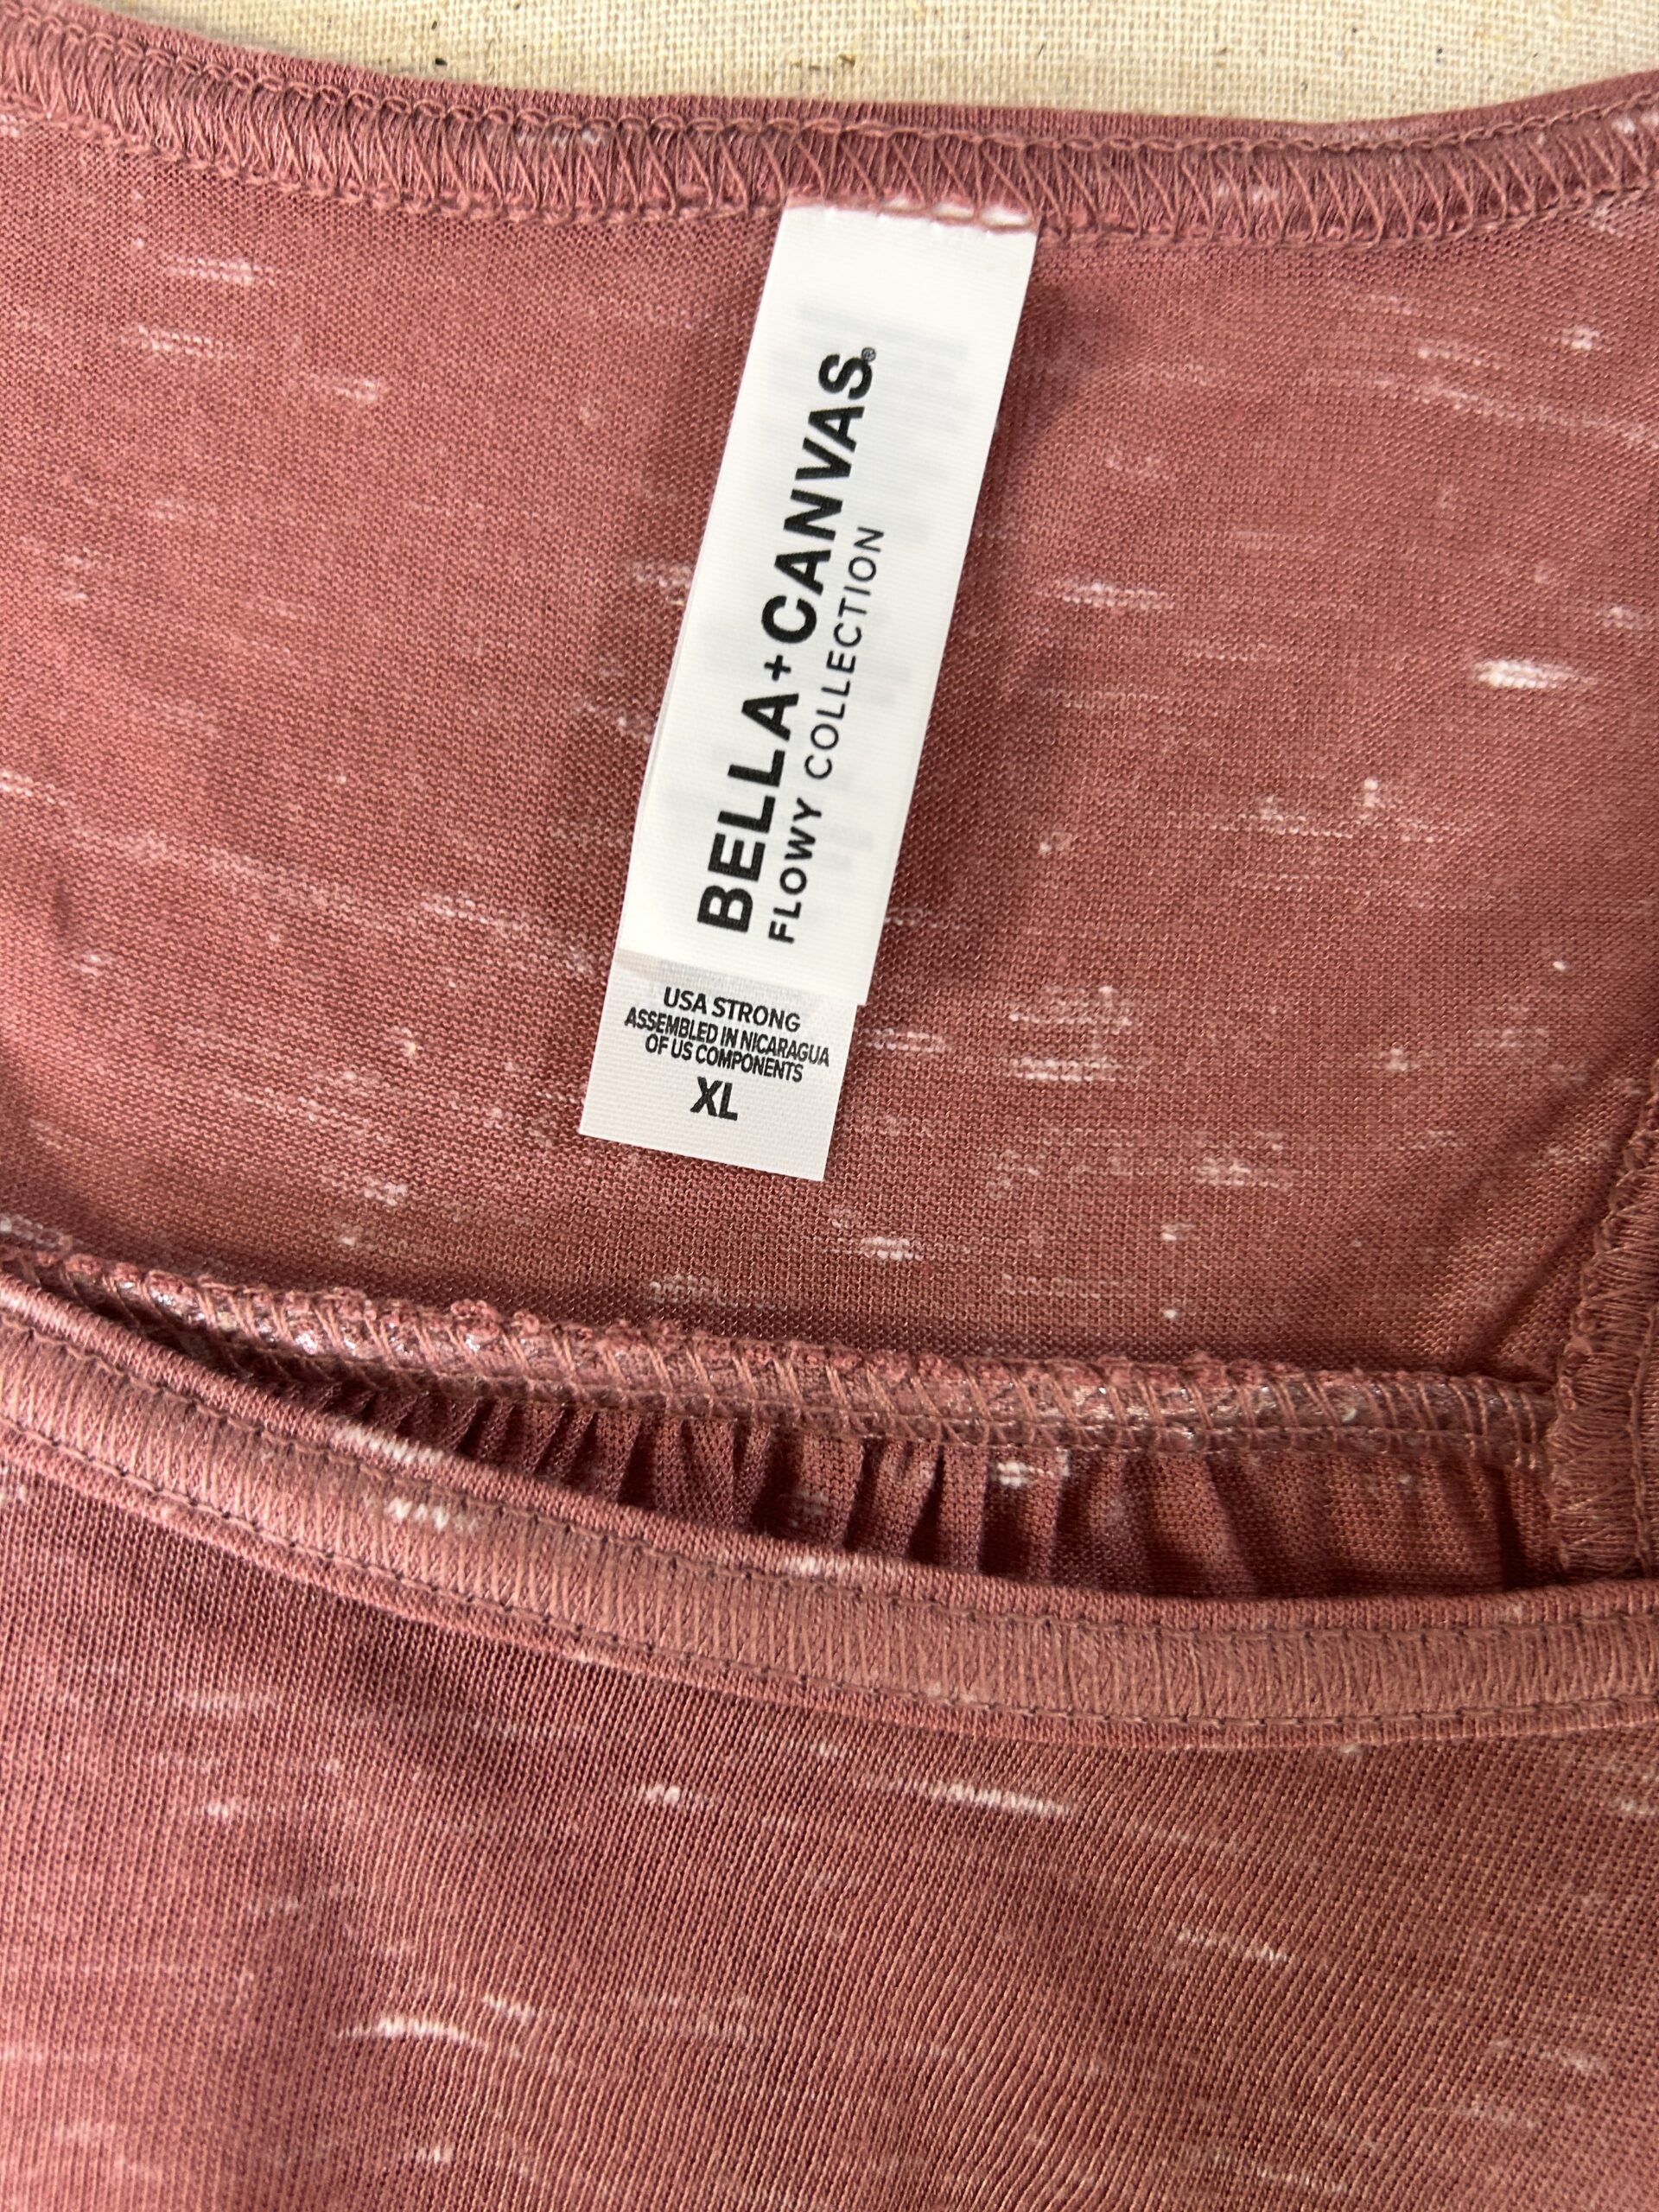 BELLA+CANVAS®
FLOWY COLLECTION
USA STRONG
ASSEMBLED IN NICARAGUA
OF US COMPONENTS
XL